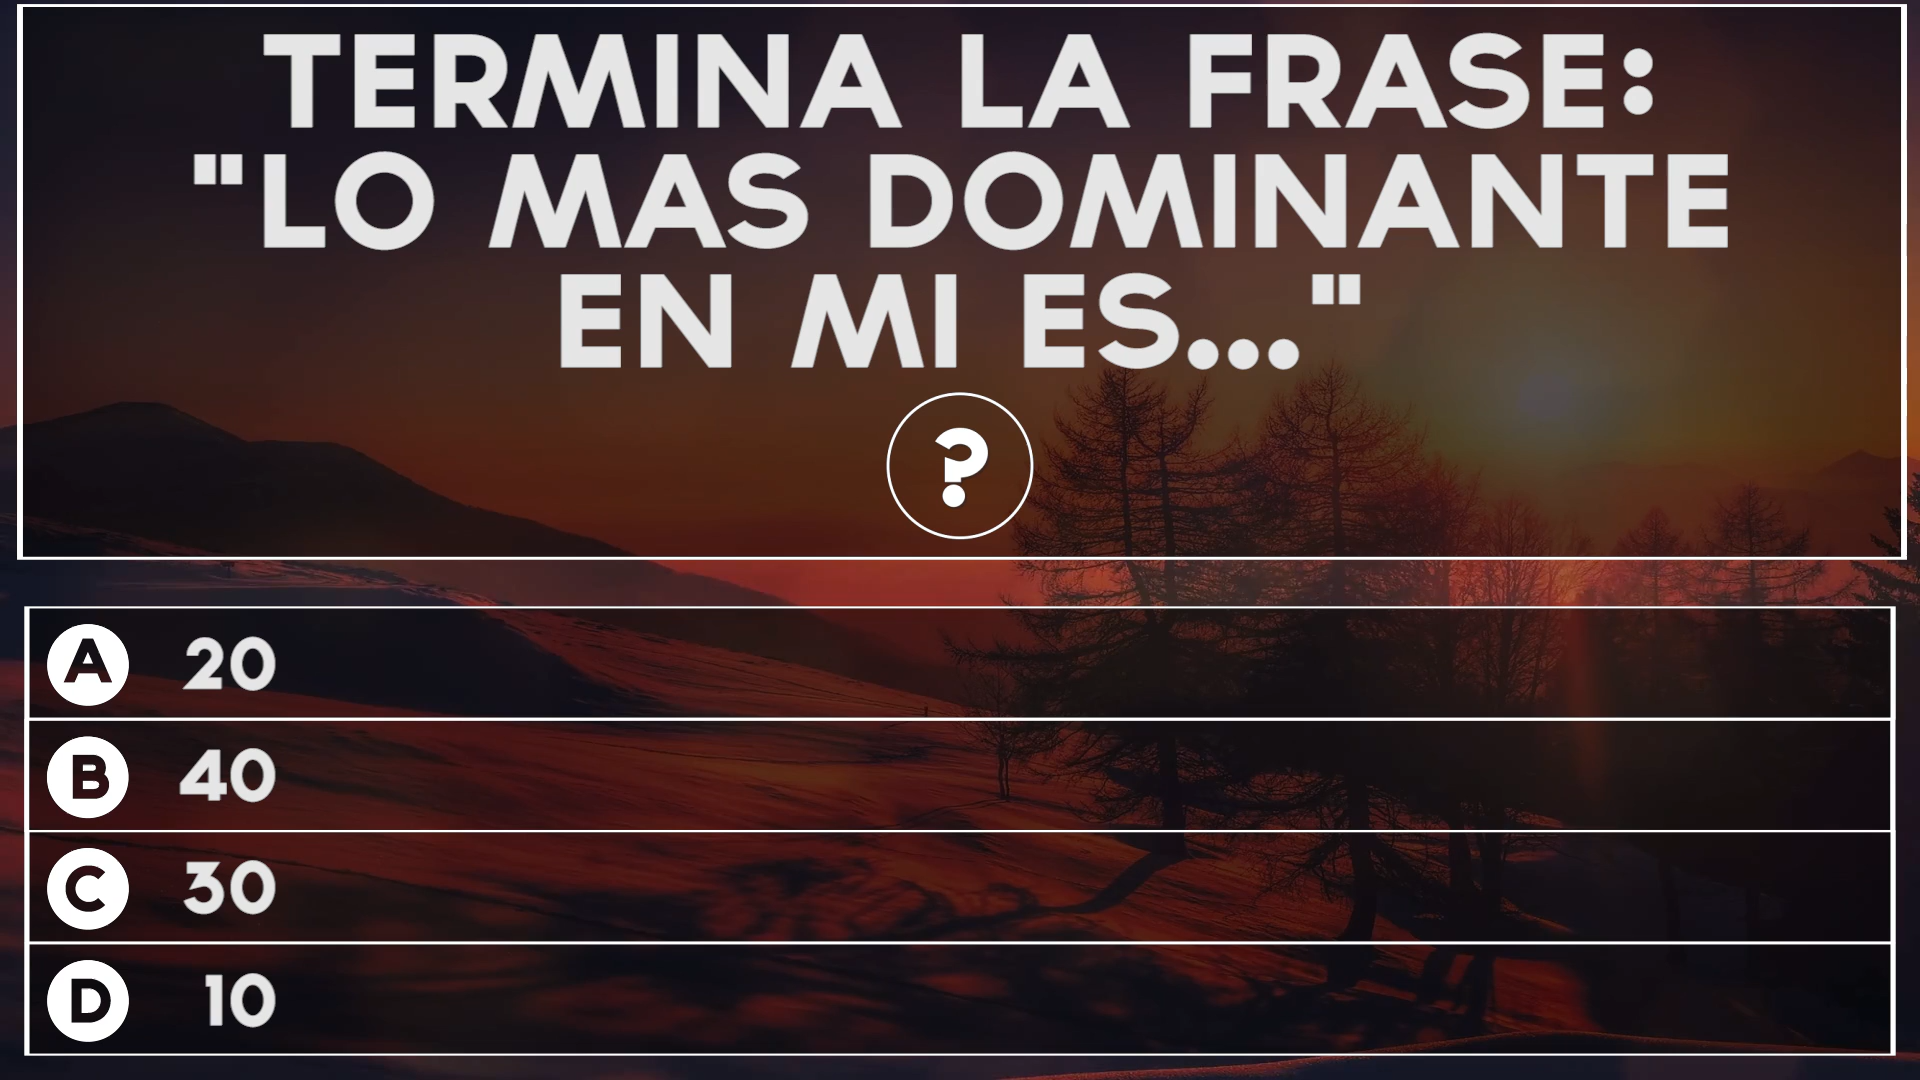 TERMINA LA FRASE:
"LO MAS DOMINANTE
EN MI ES..."
?
A 20
B 40
C 30
D 10